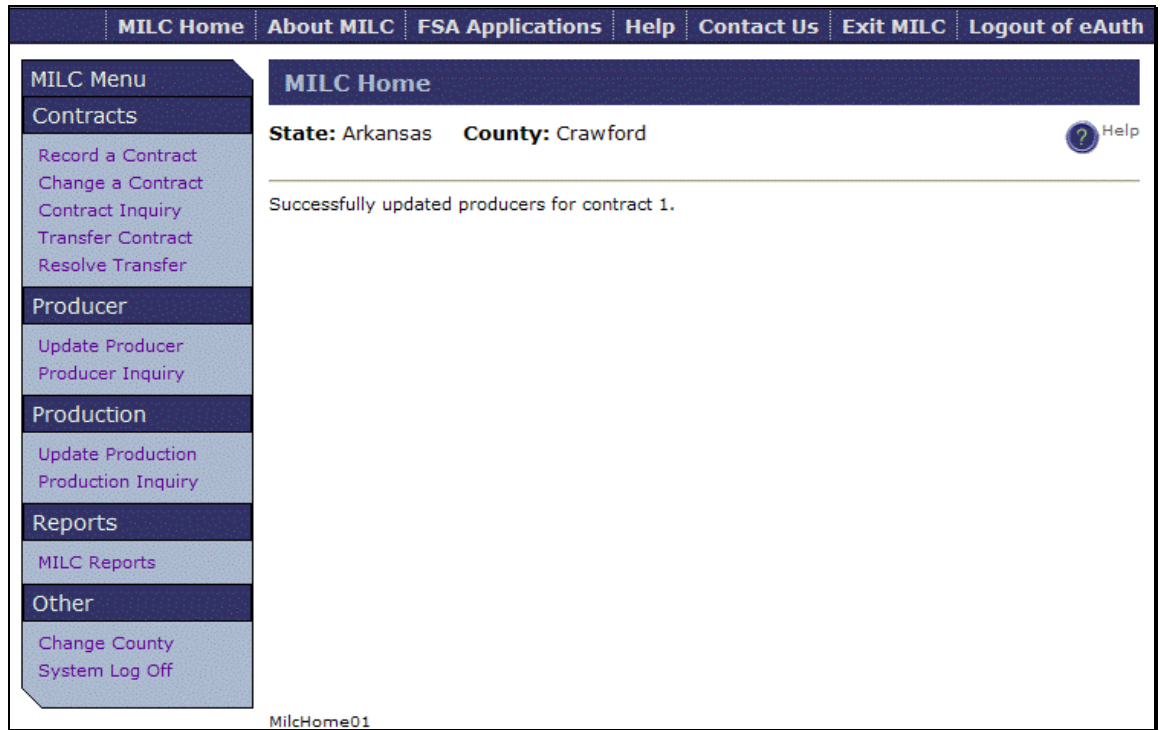 MILC Home About MILC FSA Applications Help Contact Us Exit MILC Logout of eAuth
MILC Menu
Contracts
Record a Contract
Change a Contract
Contract Inquiry
Transfer Contract
Resolve Transfer
Producer
Update Producer
Producer Inquiry
Production
Update Production
Production Inquiry
Reports
MILC Reports
Other
Change County
System Log Off
MILC Home
State: Arkansas County: Crawford
? Help
Successfully updated producers for contract 1.
MilcHome01